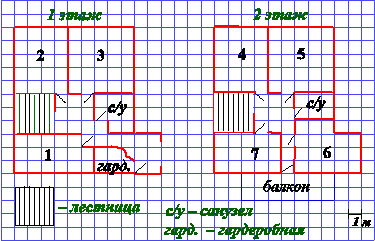 1 этаж
2 этаж
2
3
4
5
с/у
с/у
1
гард.
7
6
балкон
– лестница
с/у – санузел
гард. – гардеробная
1 м